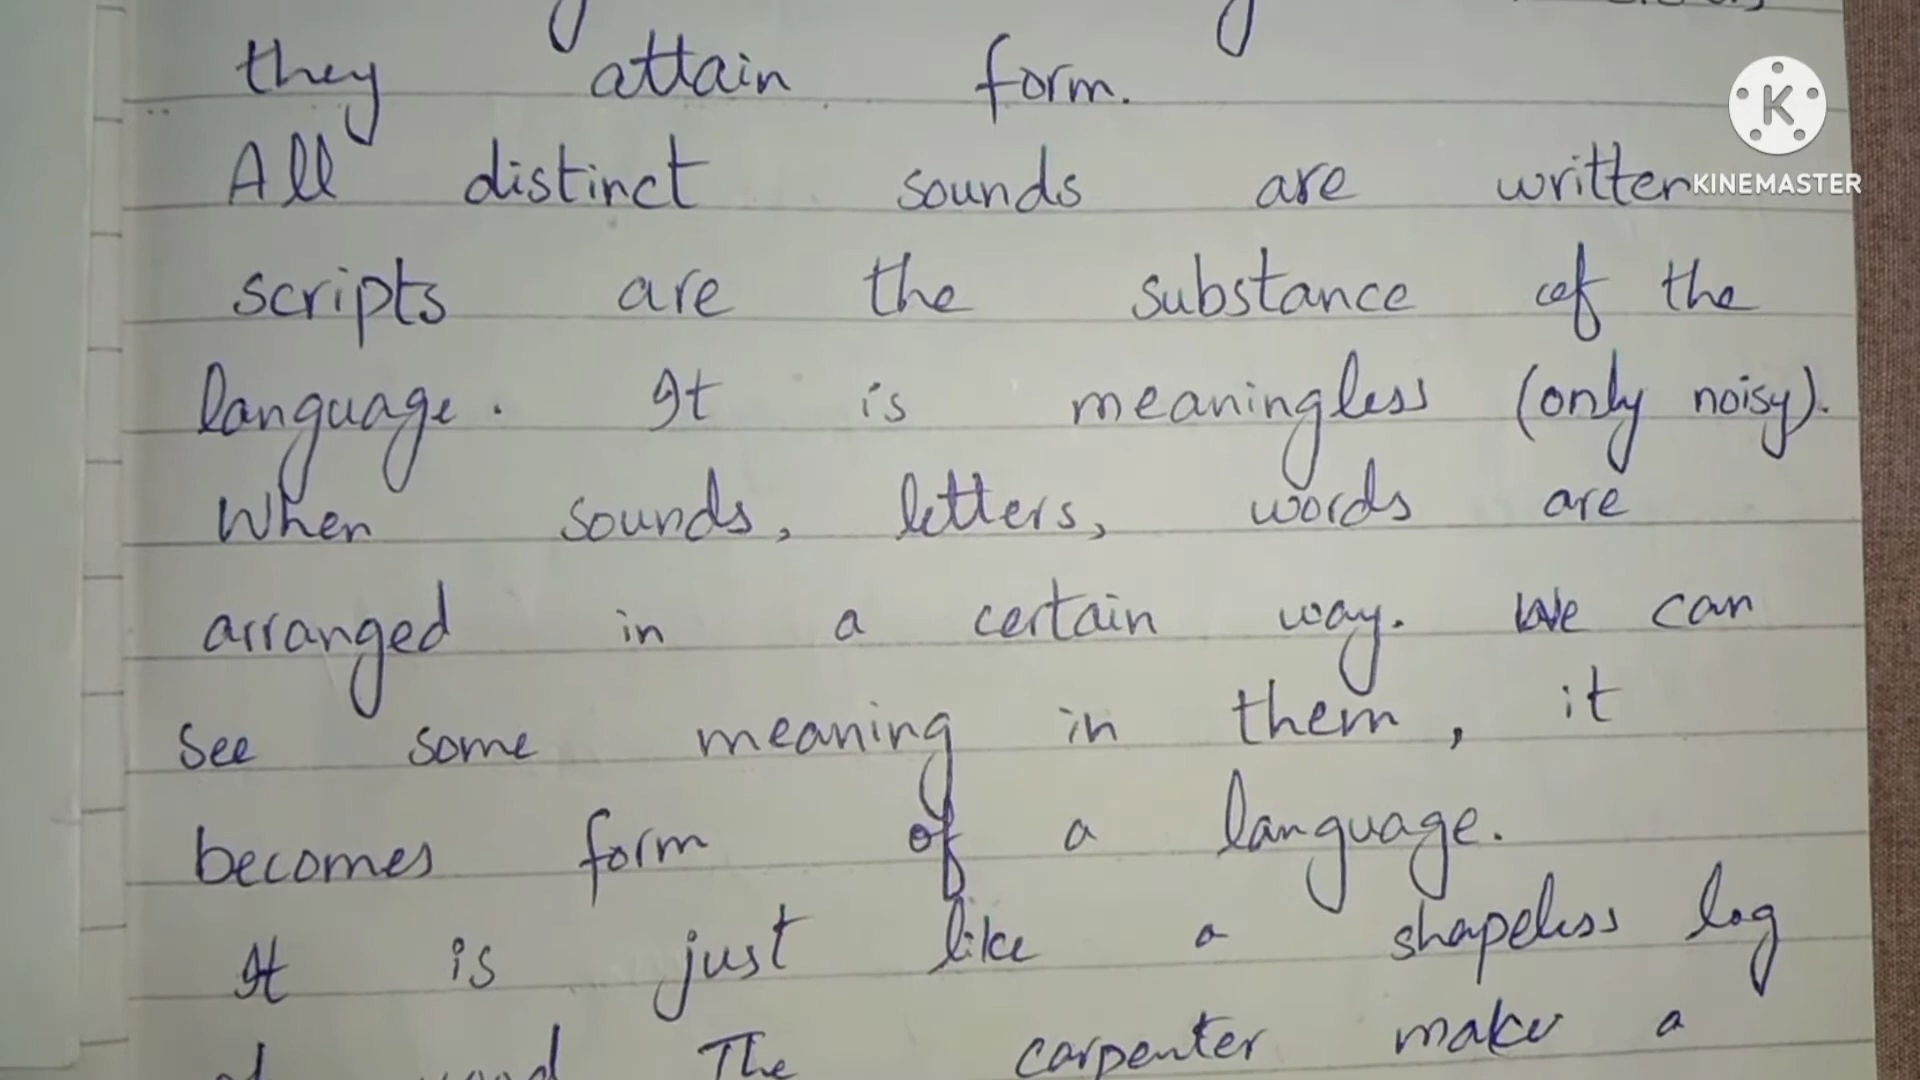 they attain form.
All distinct sounds are written
scripts are the substance of the
language. It is meaningless (only noisy).
When sounds, letters, words are
arranged in a certain way. We can
see some meaning in them, it
becomes form of a language.
It is just like a shapeless log
of wood The carpenter make a
KINEMASTER